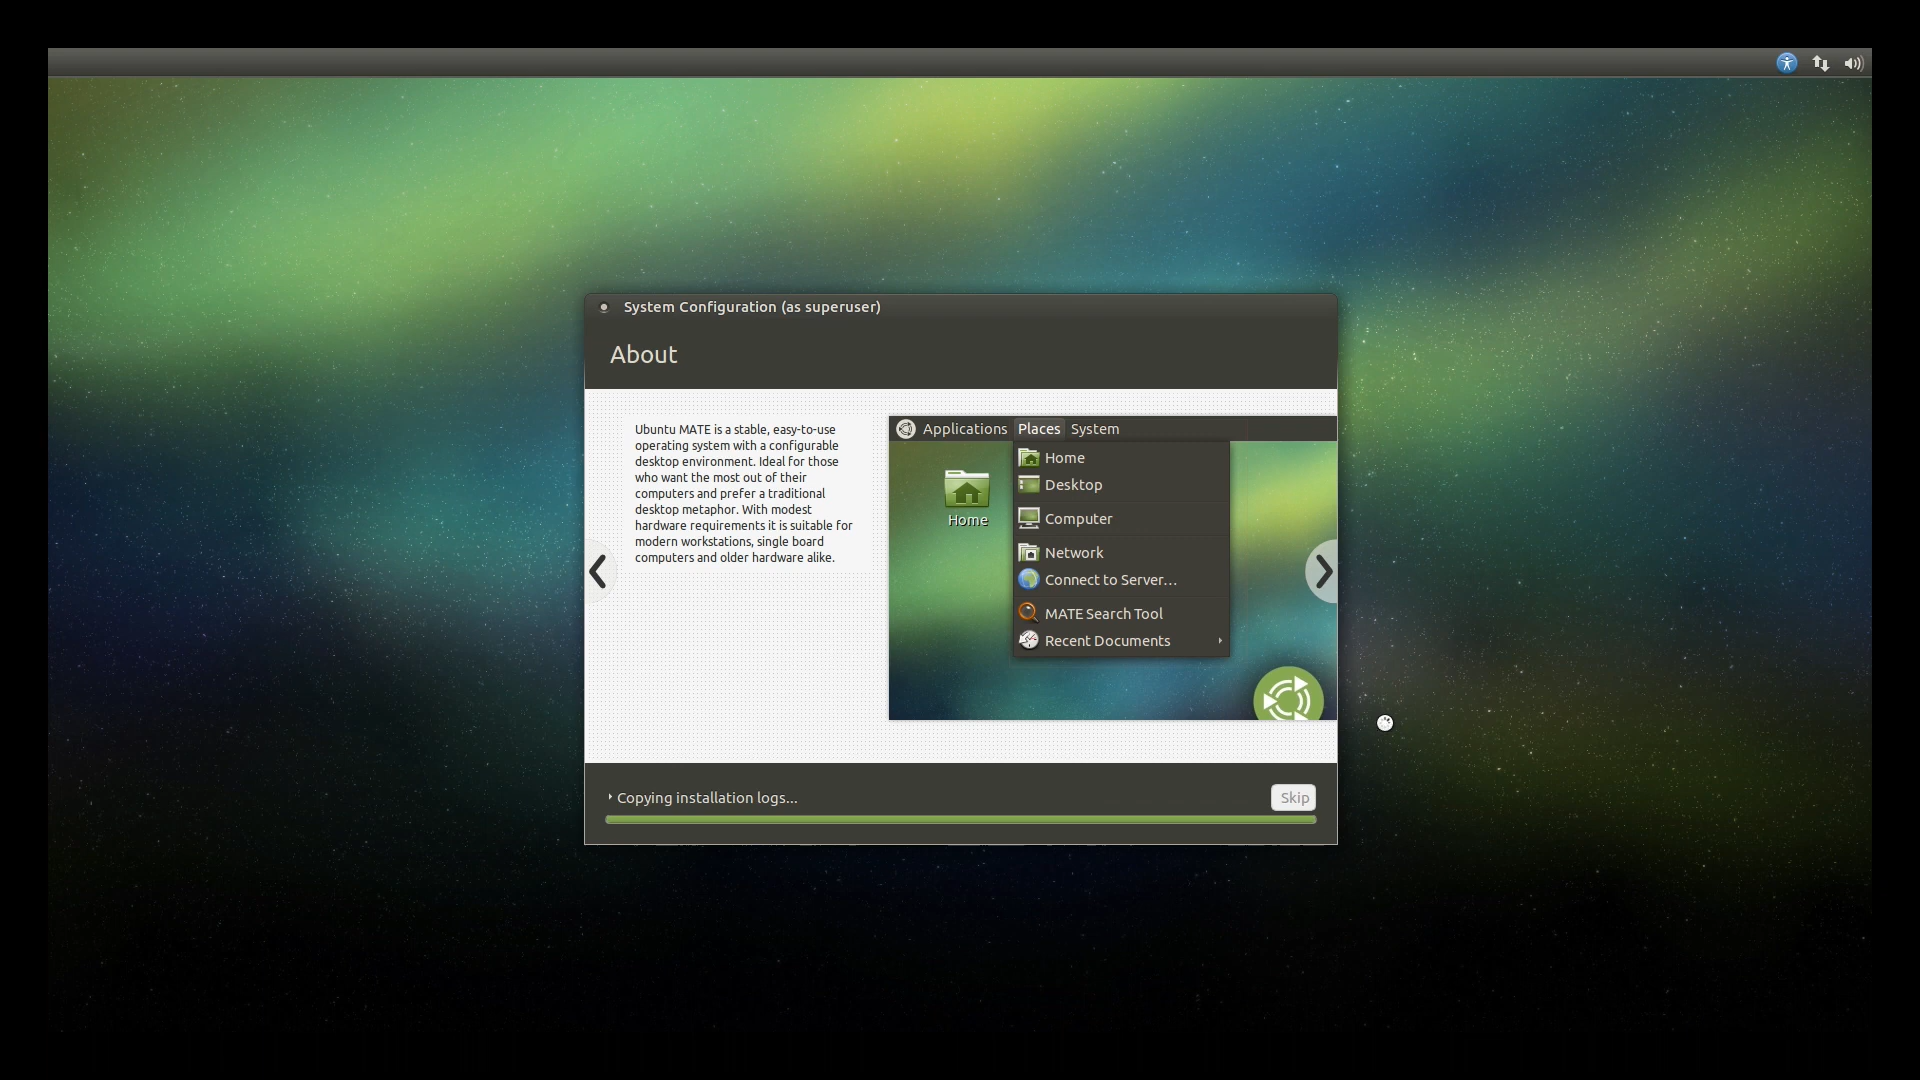 System Configuration (as superuser)
About
Ubuntu MATE is a stable, easy-to-use
operating system with a configurable
desktop environment. Ideal for those
who want the most out of their
computers and prefer a traditional
desktop metaphor. With modest
hardware requirements it is suitable for
modern workstations, single board
computers and older hardware alike.
Applications Places System
Home
Home
Desktop
Computer
Network
Connect to Server...
MATE Search Tool
Recent Documents
Copying installation logs...
Skip